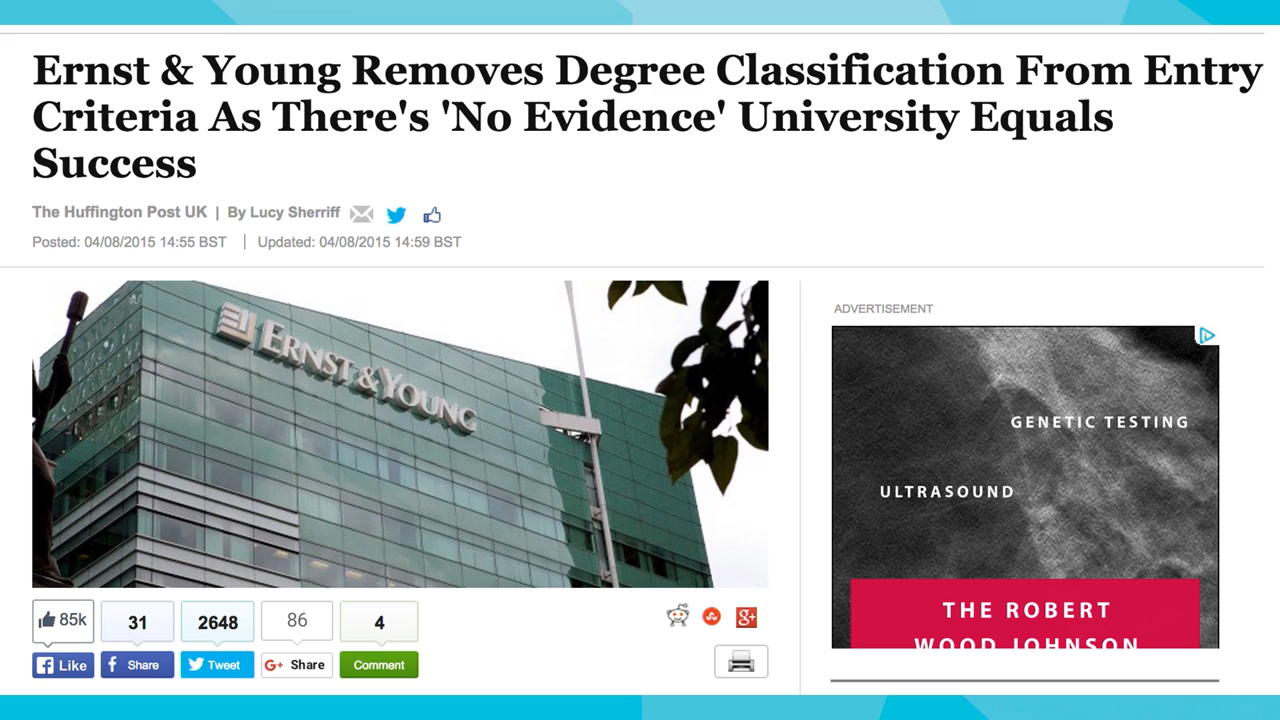 Ernst & Young Removes Degree Classification From Entry
Criteria As There's 'No Evidence' University Equals
Success
The Huffington Post UK | By Lucy Sherriff
Posted: 04/08/2015 14:55 BST | Updated: 04/08/2015 14:59 BST
ERNST & YOUNG
ADVERTISEMENT
GENETIC TESTING
ULTRASOUND
THE ROBERT
WOOD JOHNSON
85k
31
2648
86
4
Like
Share
Tweet
Share
Comment